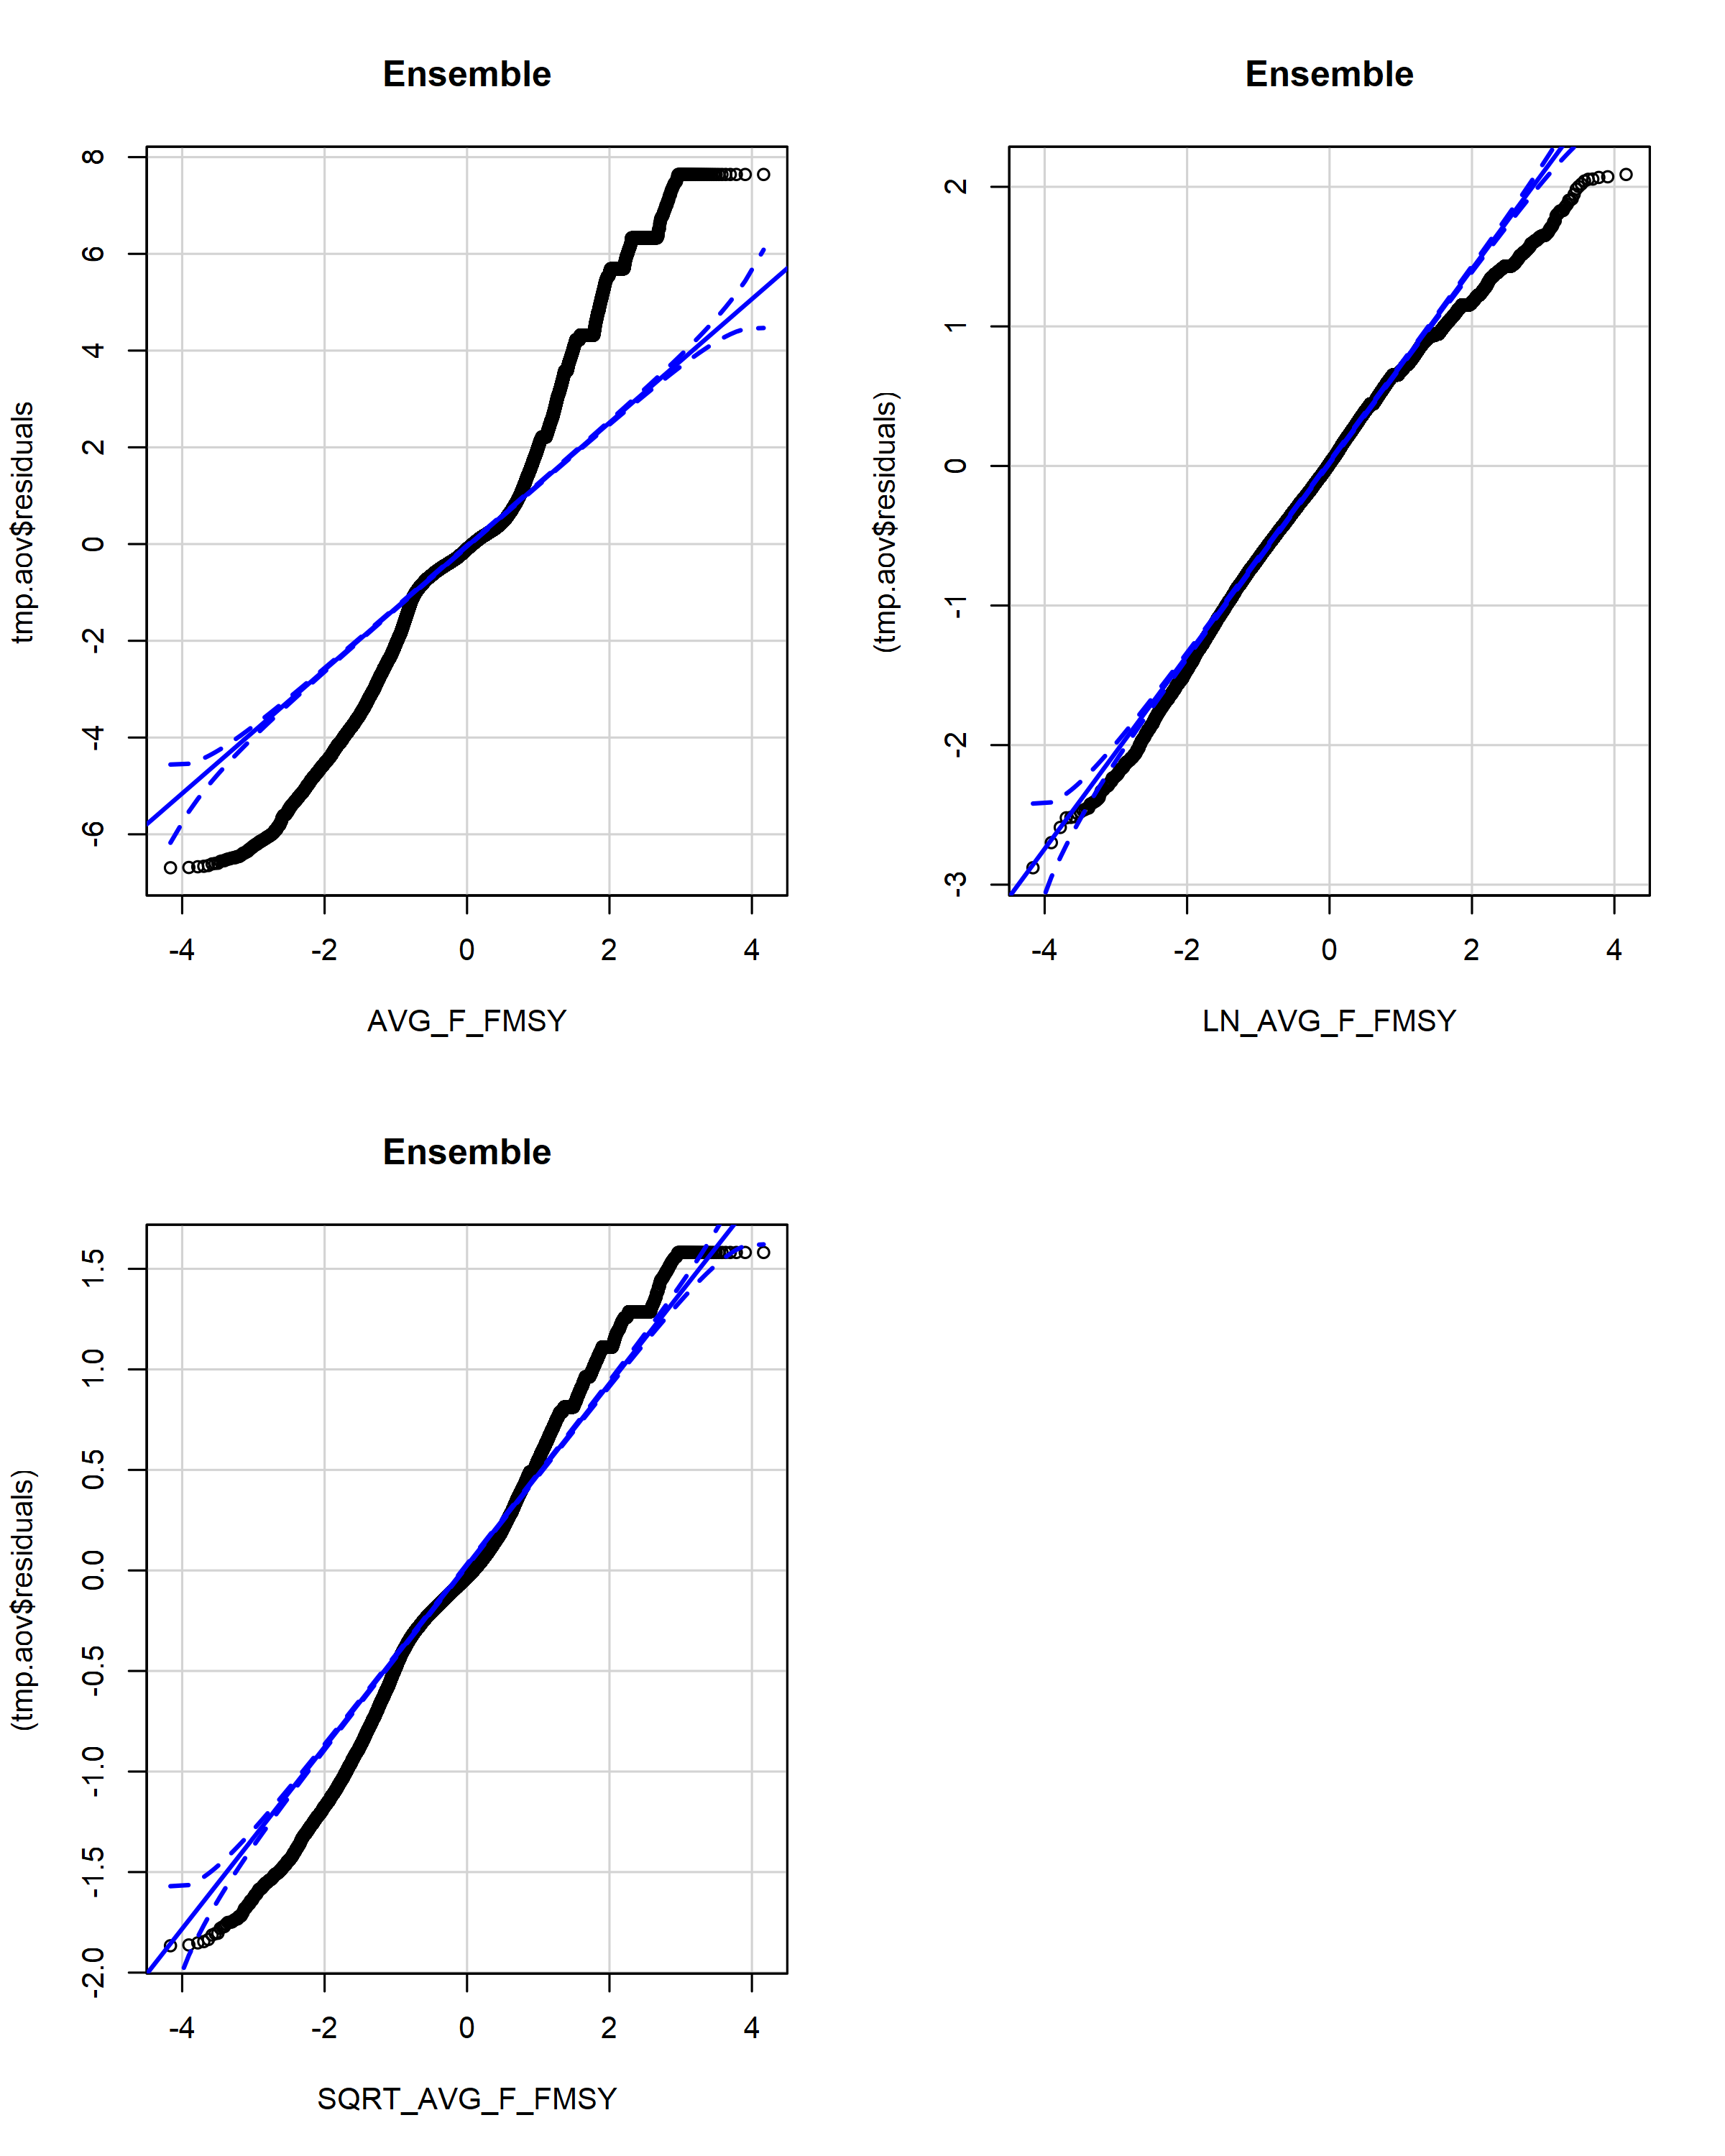 Ensemble
tmp.aov$residuals
8
6
4
2
0
-2
-4
-6
-4 -2 0 2 4
AVG_F_FMSY
Ensemble
(tmp.aov$residuals)
2
1
0
-1
-2
-3
-4 -2 0 2 4
LN_AVG_F_FMSY
Ensemble
(tmp.aov$residuals)
1.5
1.0
0.5
0.0
-0.5
-1.0
-1.5
-2.0
-4 -2 0 2 4
SQRT_AVG_F_FMSY